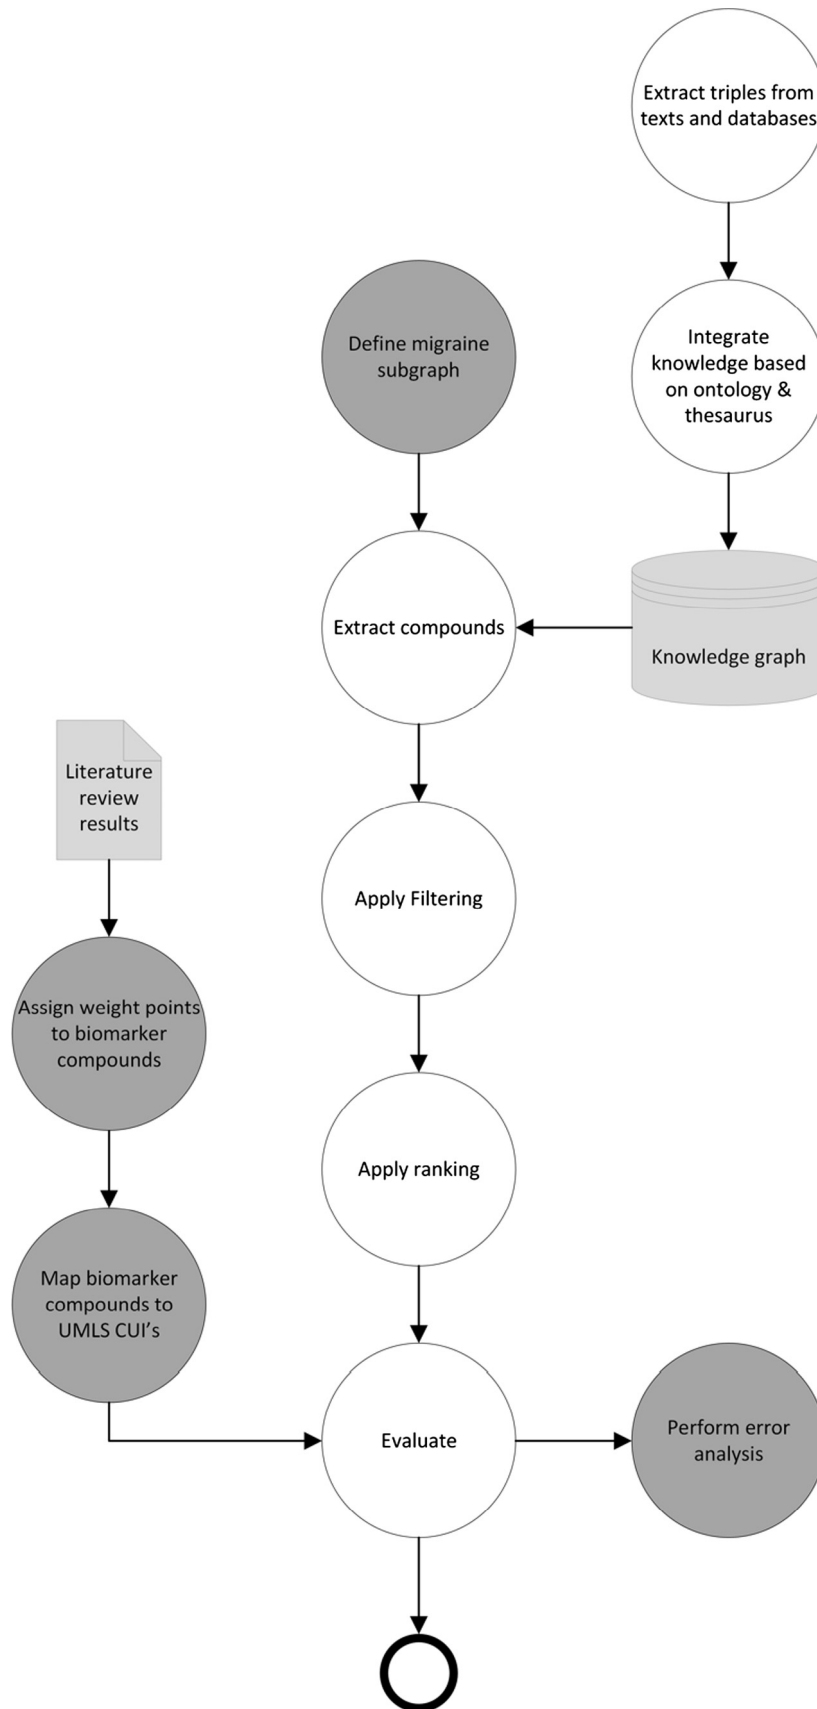 Extract triples from
texts and databases
Define migraine
subgraph
Integrate
knowledge based
on ontology &
thesaurus
Extract compounds
Knowledge graph
Literature
review
results
Apply Filtering
Assign weight points
to biomarker
compounds
Apply ranking
Map biomarker
compounds to
UMLS CUI's
Evaluate
Perform error
analysis